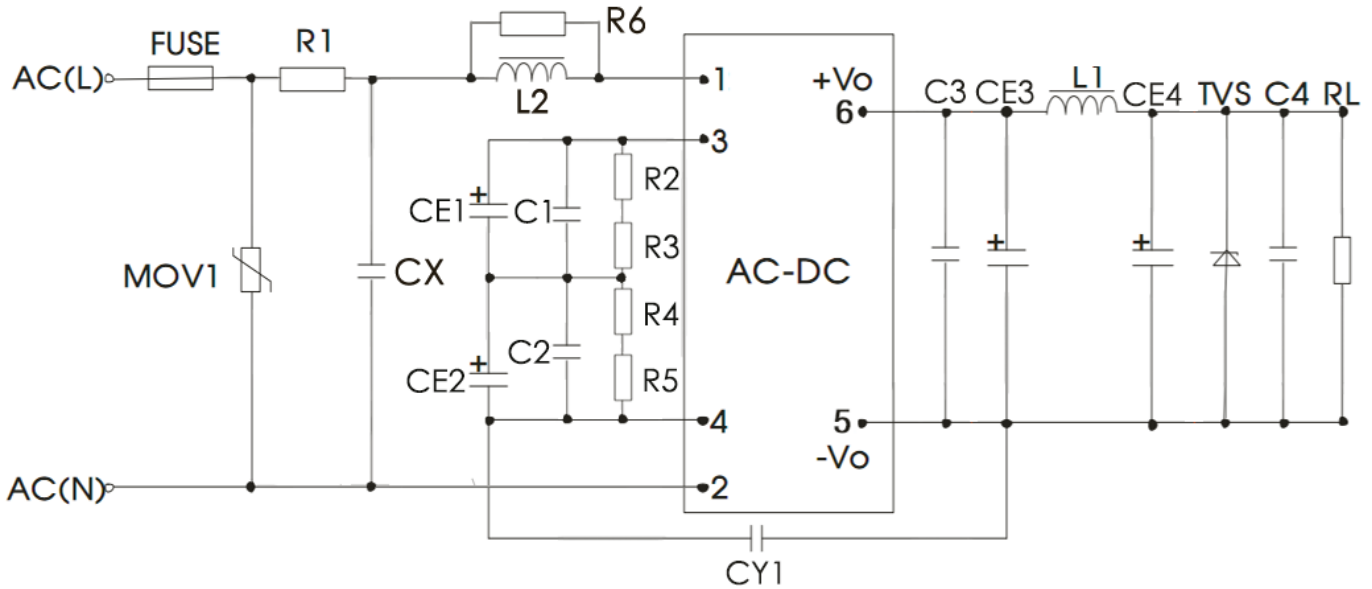 R6
FUSE
R1
AC(L)
L2
1
+Vo
C3
CE3
L1
CE4
TVS
C4
RL
6
3
R2
+
CE1
C1
R3
+
+
MOV1
CX
AC-DC
R4
+
CE2
C2
R5
4
5
-Vo
AC(N)
2
CY1